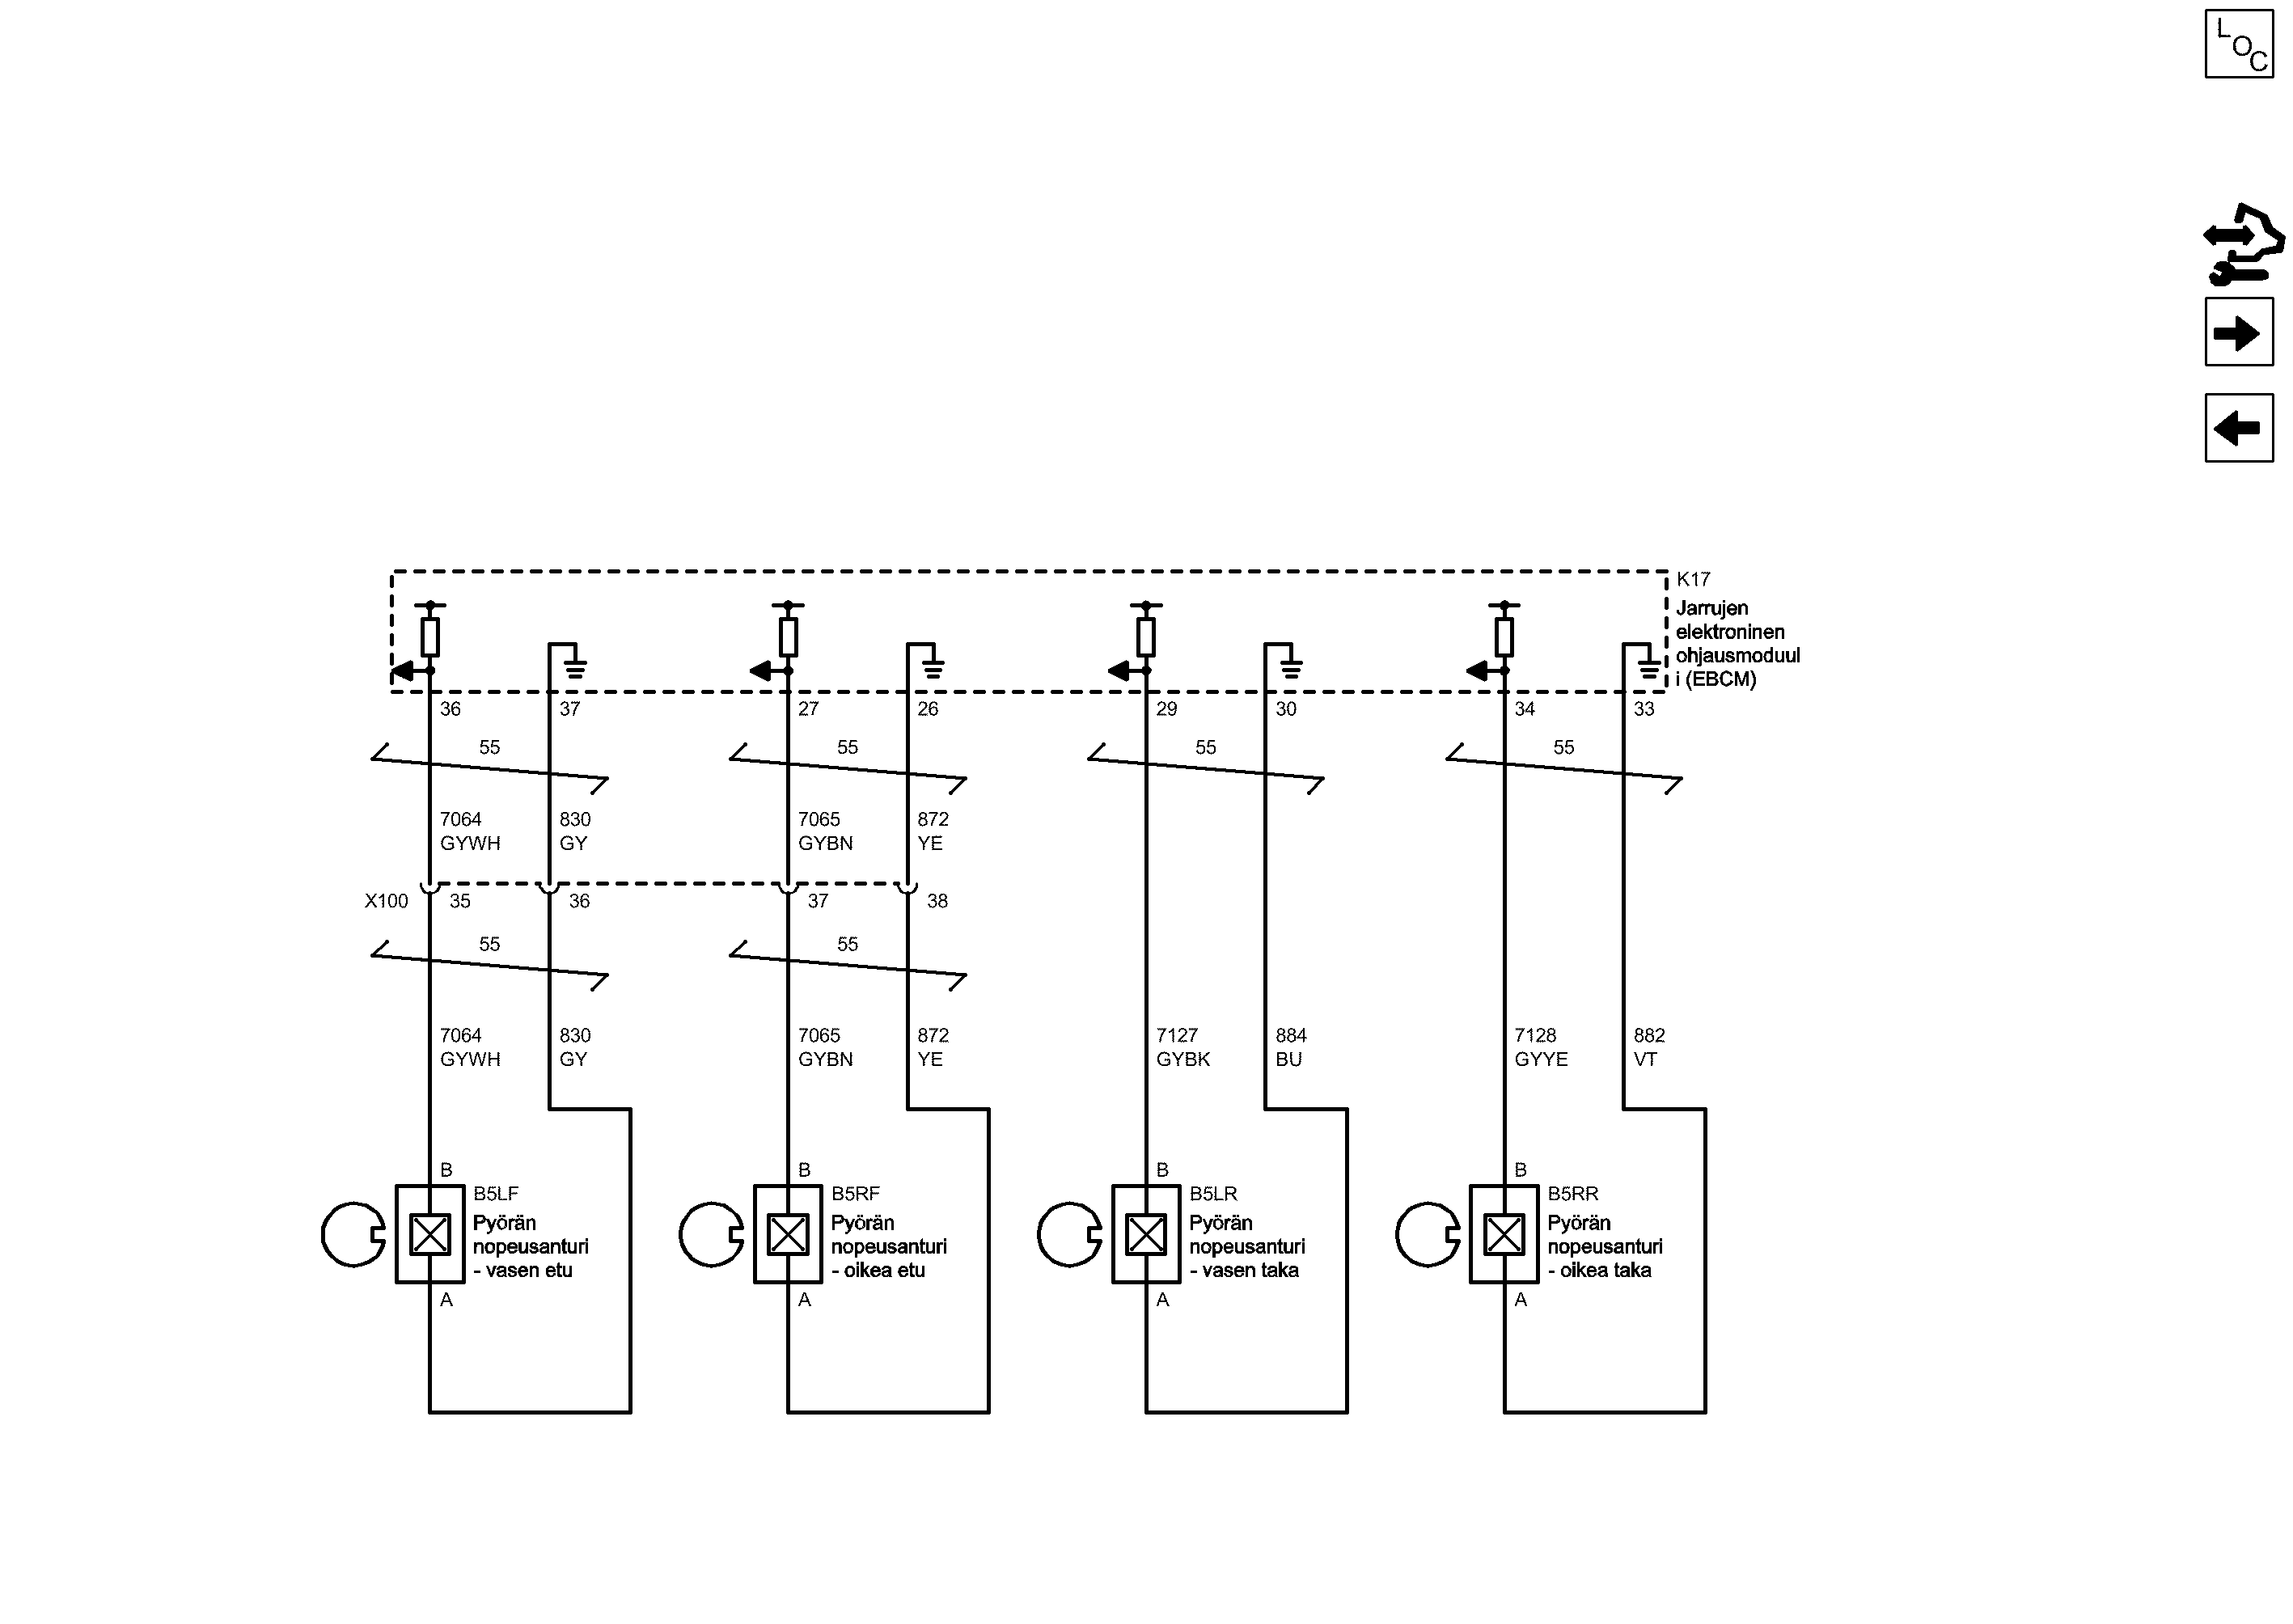 LOC
K17
Jarrujen
elektroninen
ohjausmoduul
i (EBCM)
36 37 27 26 29 30 34 33
55 55 55 55
7064 830 7065 872
GYWH GY GYBN YE
X100 35 36 37 38
55 55
7064 830 7065 872 7127 884 7128 882
GYWH GY GYBN YE GYBK BU GYYE VT
B B B B
B5LF
Pyörän
nopeusanturi
- vasen etu
B5RF
Pyörän
nopeusanturi
- oikea etu
B5LR
Pyörän
nopeusanturi
- vasen taka
B5RR
Pyörän
nopeusanturi
- oikea taka
A A A A